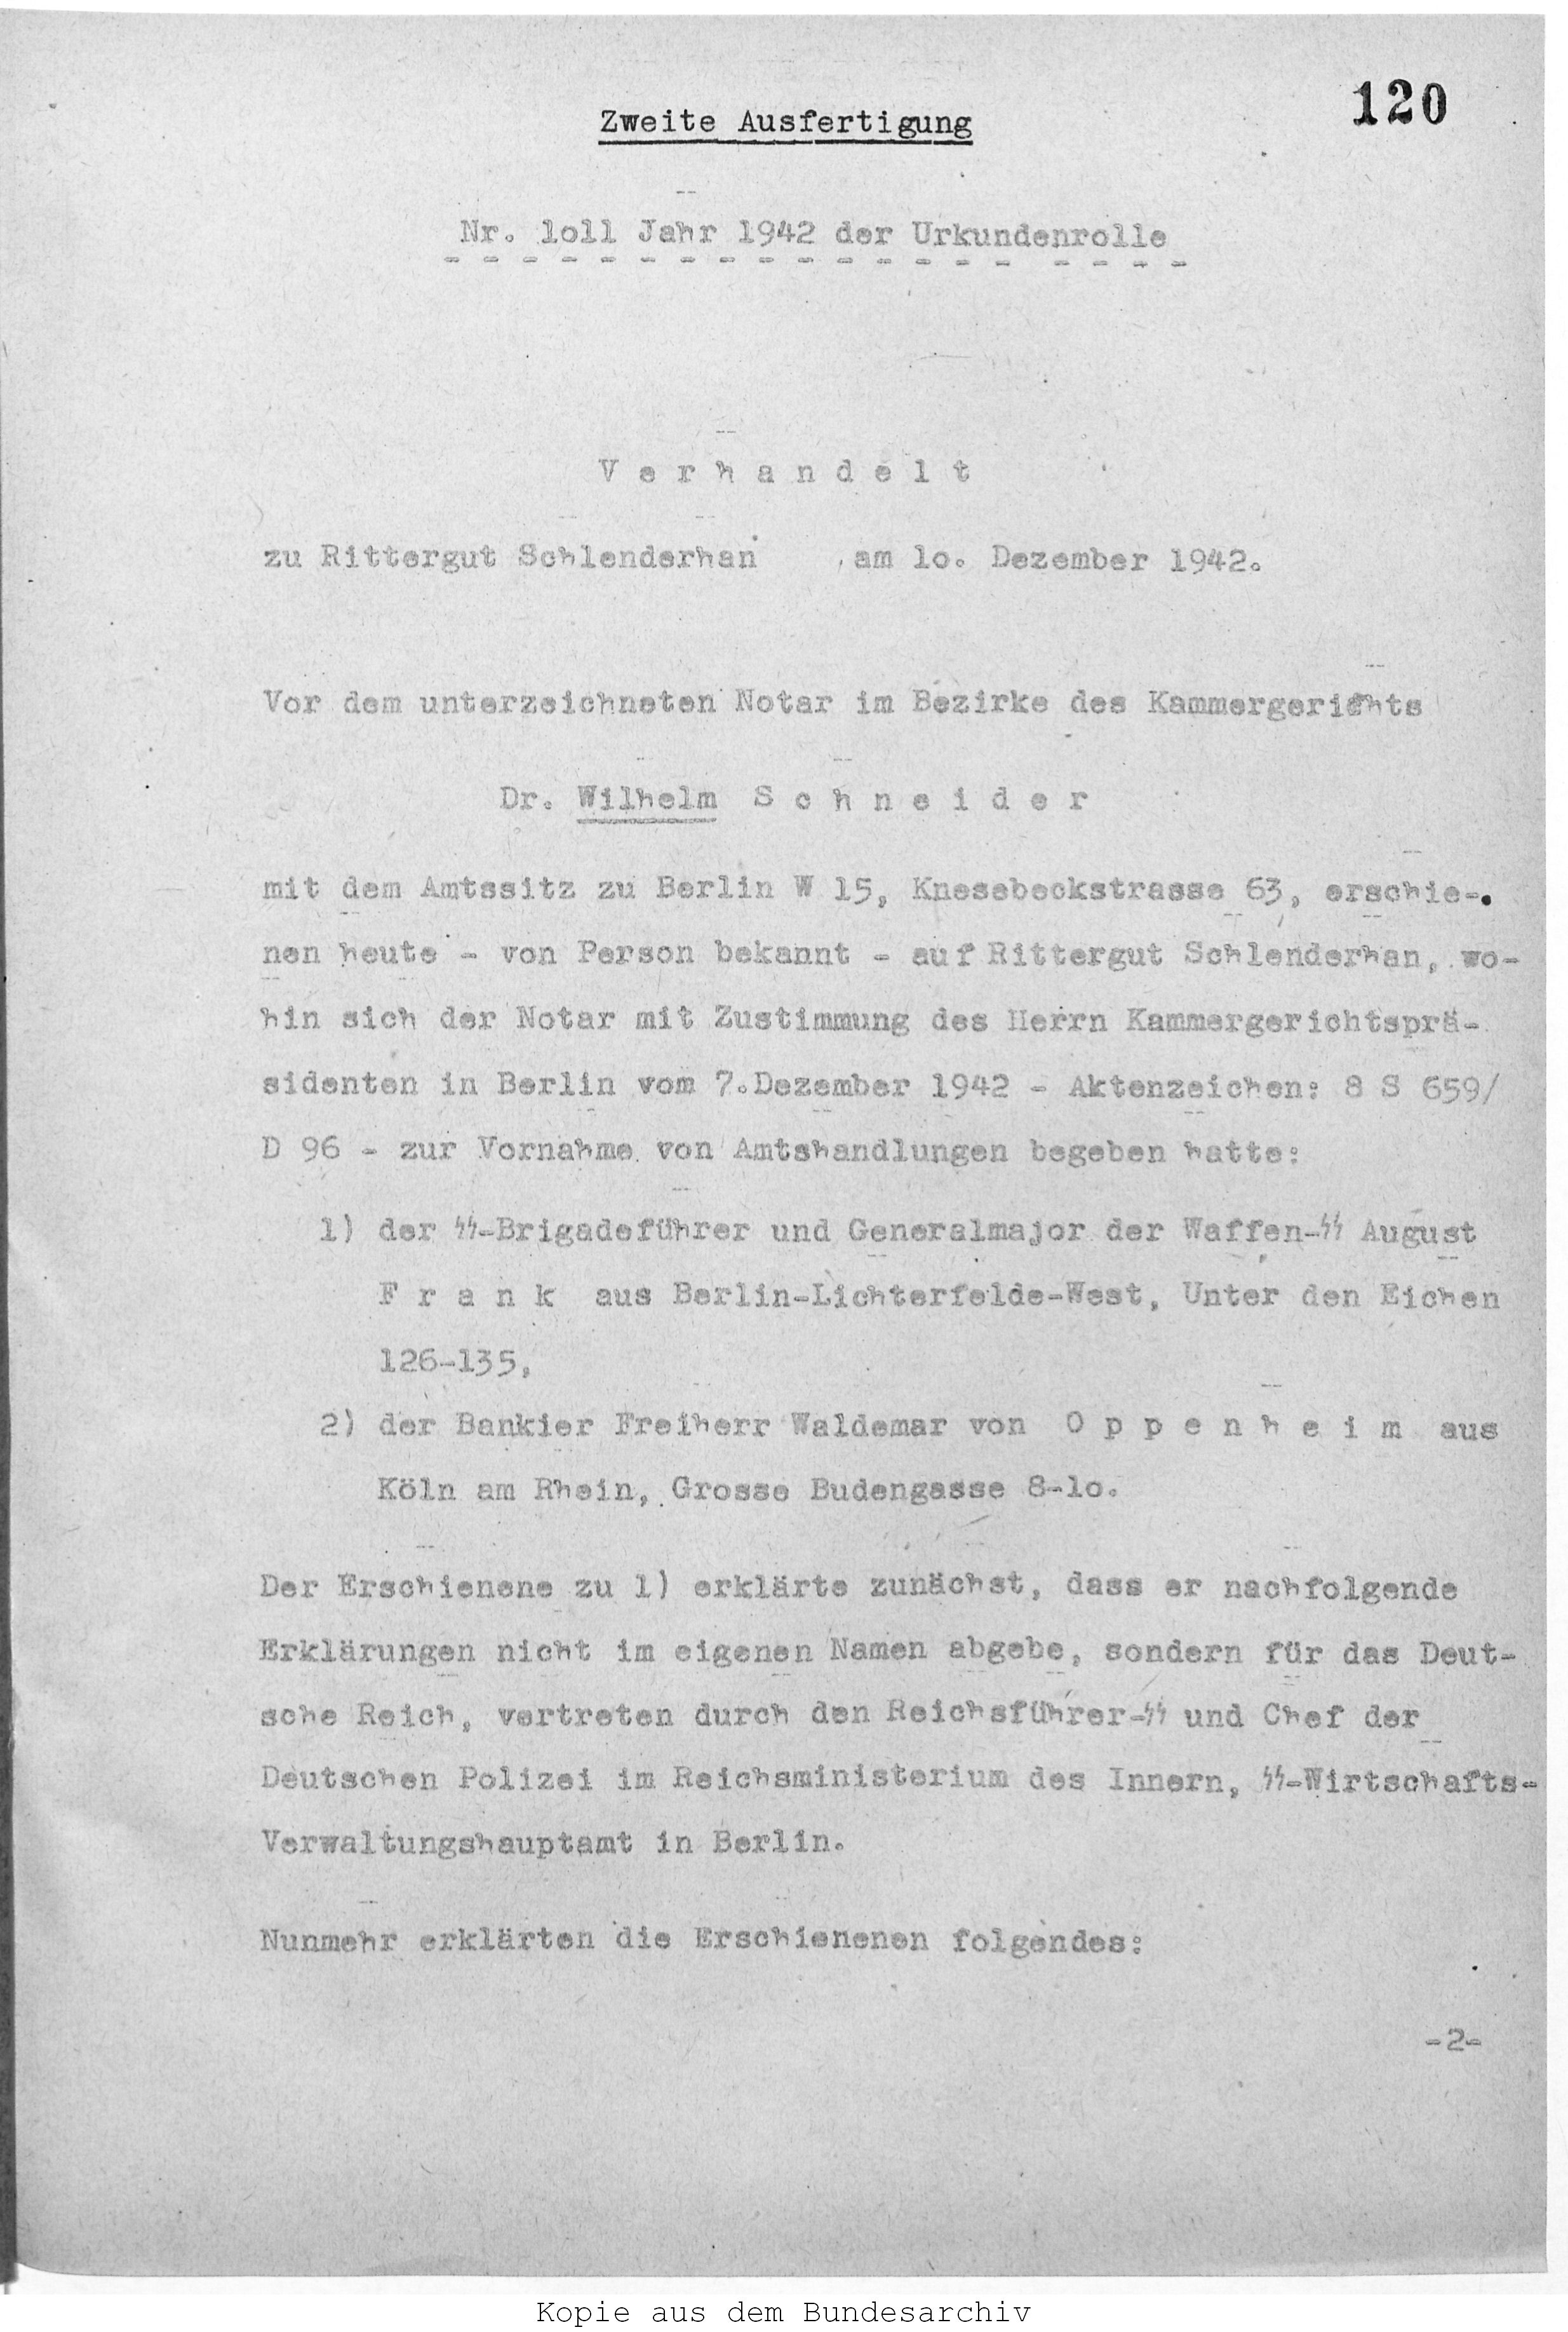 120
Zweite Ausfertigung
Nr. loll Jahr 1942 der Urkundenrolle
V e r h a n d e l t
zu Rittergut Schlenderhan , am lo. Dezember 1942.
Vor dem unterzeichneten Notar im Bezirke des Kammergerichts
Dr. Wilhelm S c h n e i d e r
mit dem Amtssitz zu Berlin W 15, Knesebeckstrasse 63, erschie-
nen heute - von Person bekannt - auf Rittergut Schlenderhan, wo-
hin sich der Notar mit Zustimmung des Herrn Kammergerichtsprä-
sidenten in Berlin vom 7.Dezember 1942 - Aktenzeichen: 8 S 659/
D 96 - zur Vornahme von Amtshandlungen begeben hatte:
1) der ᛋᛋ-Brigadeführer und Generalmajor der Waffen-ᛋᛋ August
F r a n k aus Berlin-Lichterfelde-West, Unter den Eichen
126-135,
2) der Bankier Freiherr Waldemar von O p p e n h e i m aus
Köln am Rhein, Grosse Budengasse 8-lo.
Der Erschienene zu 1) erklärte zunächst, dass er nachfolgende
Erklärungen nicht im eigenen Namen abgebe, sondern für das Deut-
sche Reich, vertreten durch den Reichsführer-ᛋᛋ und Chef der
Deutschen Polizei im Reichsministerium des Innern, ᛋᛋ-Wirtschafts-
Verwaltungshauptamt in Berlin.
Nunmehr erklärten die Erschienenen folgendes:
-2-
Kopie aus dem Bundesarchiv